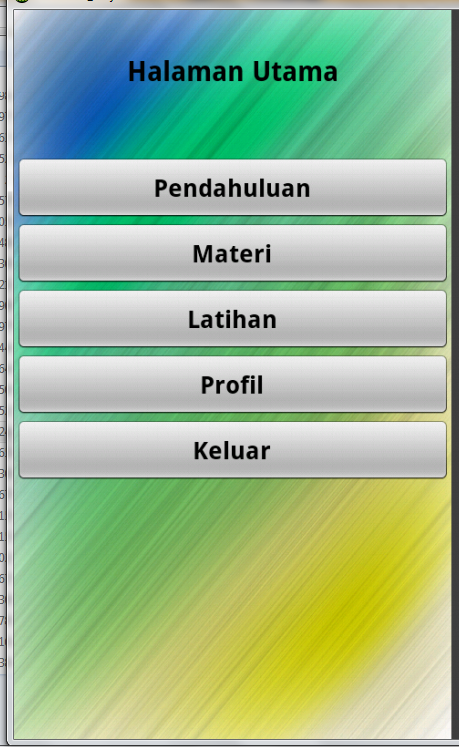 Halaman Utama
Pendahuluan
Materi
Latihan
Profil
Keluar